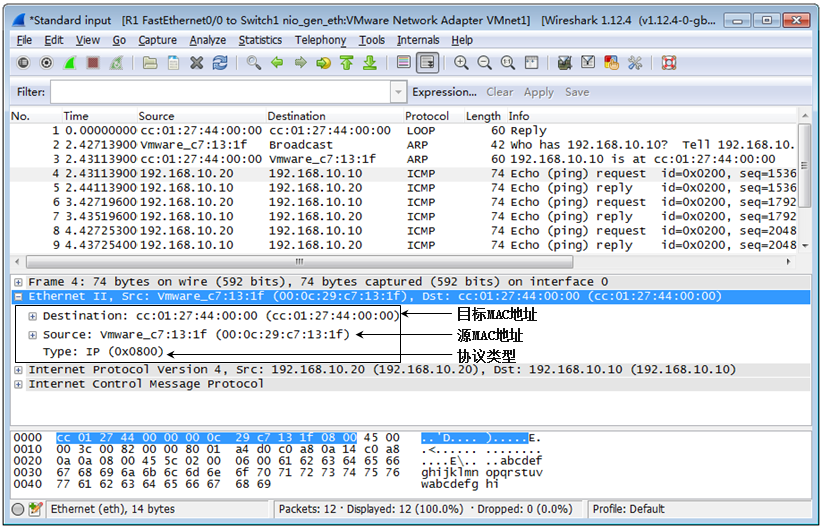 *Standard input   [R1 FastEthernet0/0 to Switch1 nio_gen_eth:VMware Network Adapter VMnet1]   [Wireshark 1.12.4  (v1.12.4-0-gb...
File Edit View Go Capture Analyze Statistics Telephony Tools Internals Help
Filter: Expression... Clear Apply Save
No. Time Source Destination Protocol Length Info
1 0.00000000 cc:01:27:44:00:00 cc:01:27:44:00:00 LOOP 60 Reply
2 2.42713900 Vmware_c7:13:1f Broadcast ARP 42 Who has 192.168.10.10?  Tell 192.168.10.
3 2.43113900 cc:01:27:44:00:00 Vmware_c7:13:1f ARP 60 192.168.10.10 is at cc:01:27:44:00:00
4 2.43113900 192.168.10.20 192.168.10.10 ICMP 74 Echo (ping) request  id=0x0200, seq=1536
5 2.44113900 192.168.10.10 192.168.10.20 ICMP 74 Echo (ping) reply    id=0x0200, seq=1536
6 3.42719600 192.168.10.20 192.168.10.10 ICMP 74 Echo (ping) request  id=0x0200, seq=1792
7 3.43519600 192.168.10.10 192.168.10.20 ICMP 74 Echo (ping) reply    id=0x0200, seq=1792
8 4.42725300 192.168.10.20 192.168.10.10 ICMP 74 Echo (ping) request  id=0x0200, seq=2048
9 4.43725400 192.168.10.10 192.168.10.20 ICMP 74 Echo (ping) reply    id=0x0200, seq=2048
Frame 4: 74 bytes on wire (592 bits), 74 bytes captured (592 bits) on interface 0
Ethernet II, Src: Vmware_c7:13:1f (00:0c:29:c7:13:1f), Dst: cc:01:27:44:00:00 (cc:01:27:44:00:00)
Destination: cc:01:27:44:00:00 (cc:01:27:44:00:00) 目标MAC地址
Source: Vmware_c7:13:1f (00:0c:29:c7:13:1f) 源MAC地址
Type: IP (0x0800) 协议类型
Internet Protocol Version 4, Src: 192.168.10.20 (192.168.10.20), Dst: 192.168.10.10 (192.168.10.10)
Internet Control Message Protocol
0000 cc 01 27 44 00 00 00 0c 29 c7 13 1f 08 00 45 00 ..'D.... ).....E.
0010 00 3c 00 82 00 00 80 01 a4 d0 c0 a8 0a 14 c0 a8 .<...... ........
0020 0a 0a 08 00 45 5c 02 00 06 00 61 62 63 64 65 66 ....E\.. ..abcdef
0030 67 68 69 6a 6b 6c 6d 6e 6f 70 71 72 73 74 75 76 ghijklmn opqrstuv
0040 77 61 62 63 64 65 66 67 68 69 wabcdefg hi
Ethernet (eth), 14 bytes Packets: 12 · Displayed: 12 (100.0%) · Dropped: 0 (0.0%) Profile: Default